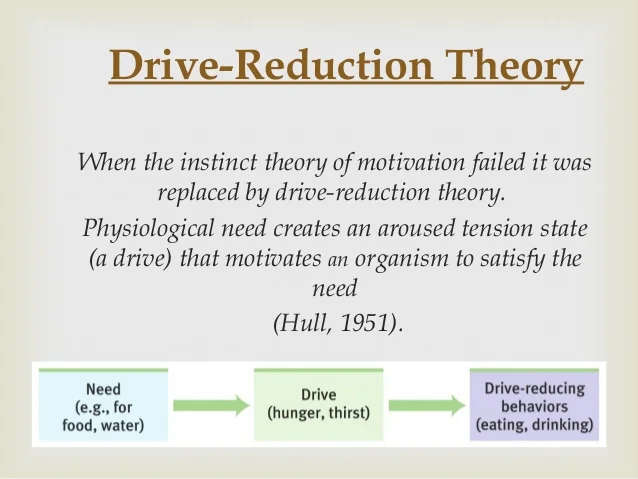 Drive-Reduction Theory
When the instinct theory of motivation failed it was
replaced by drive-reduction theory.
Physiological need creates an aroused tension state
(a drive) that motivates an organism to satisfy the
need
(Hull, 1951).
Need
(e.g., for
food, water)
Drive
(hunger, thirst)
Drive-reducing
behaviors
(eating, drinking)